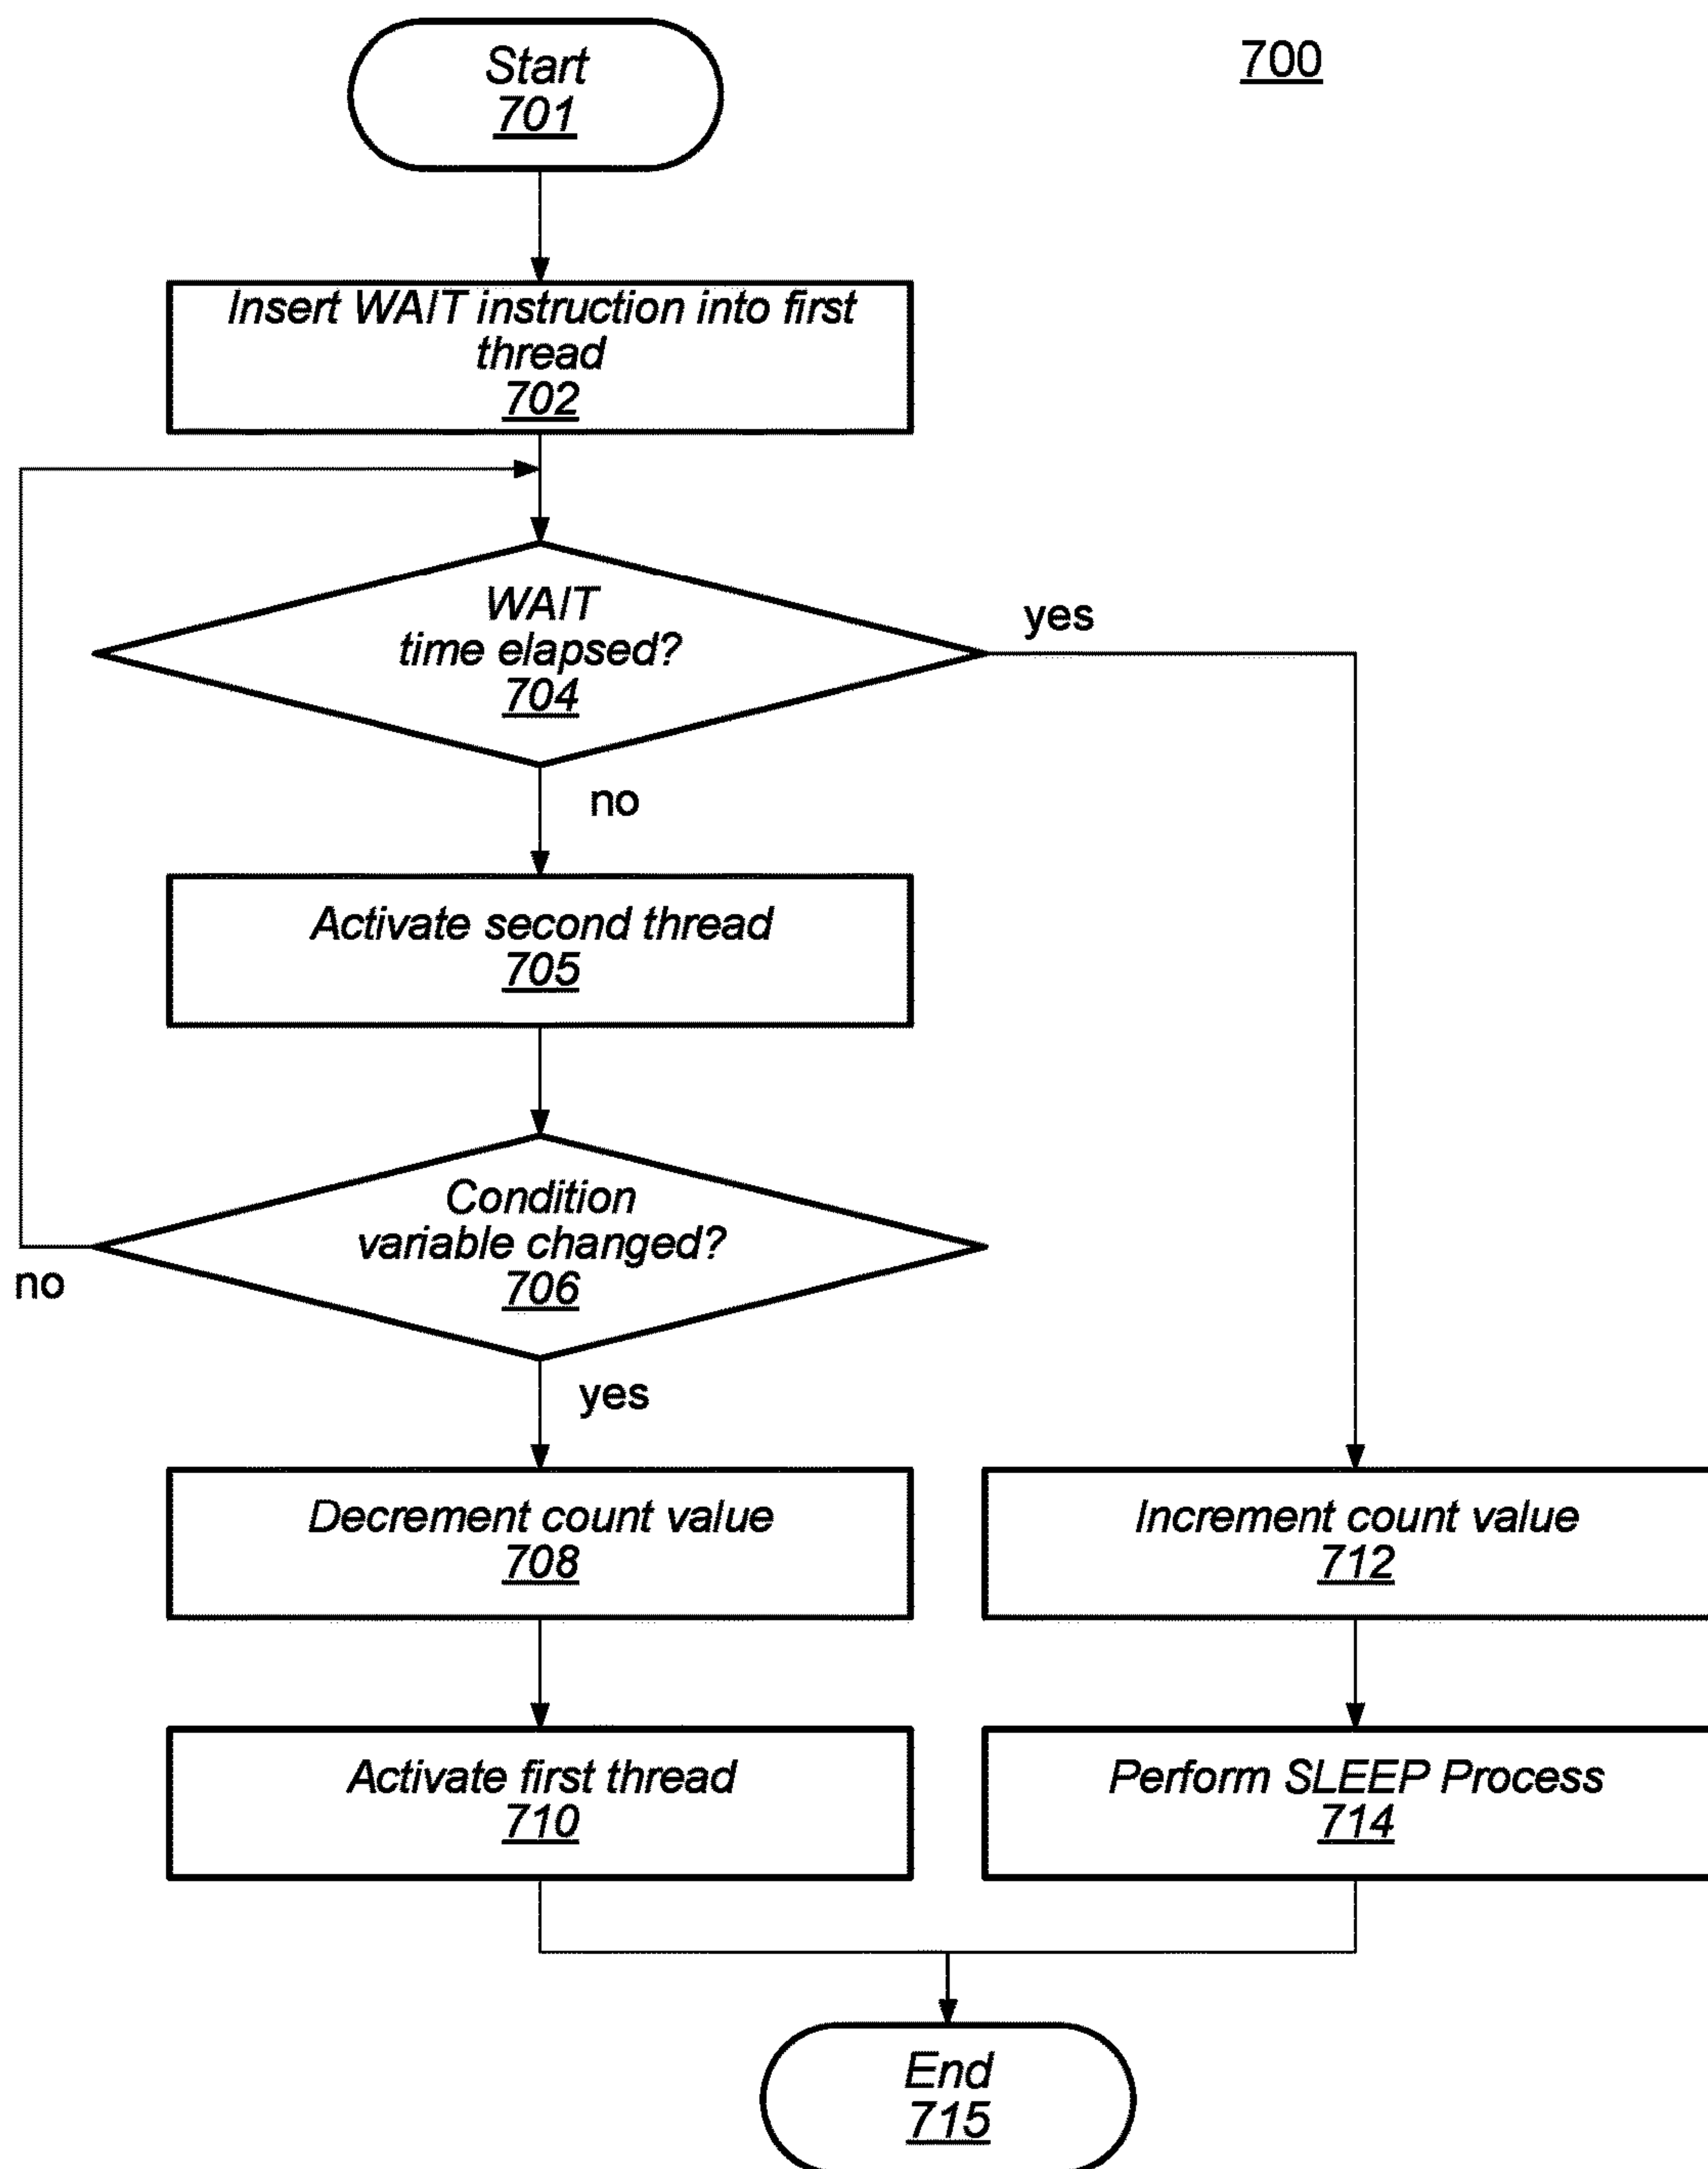 Start
701
700
Insert WAIT instruction into first
thread
702
WAIT
time elapsed?
704
yes
no
Activate second thread
705
Condition
variable changed?
706
no
yes
Decrement count value
708
Increment count value
712
Activate first thread
710
Perform SLEEP Process
714
End
715